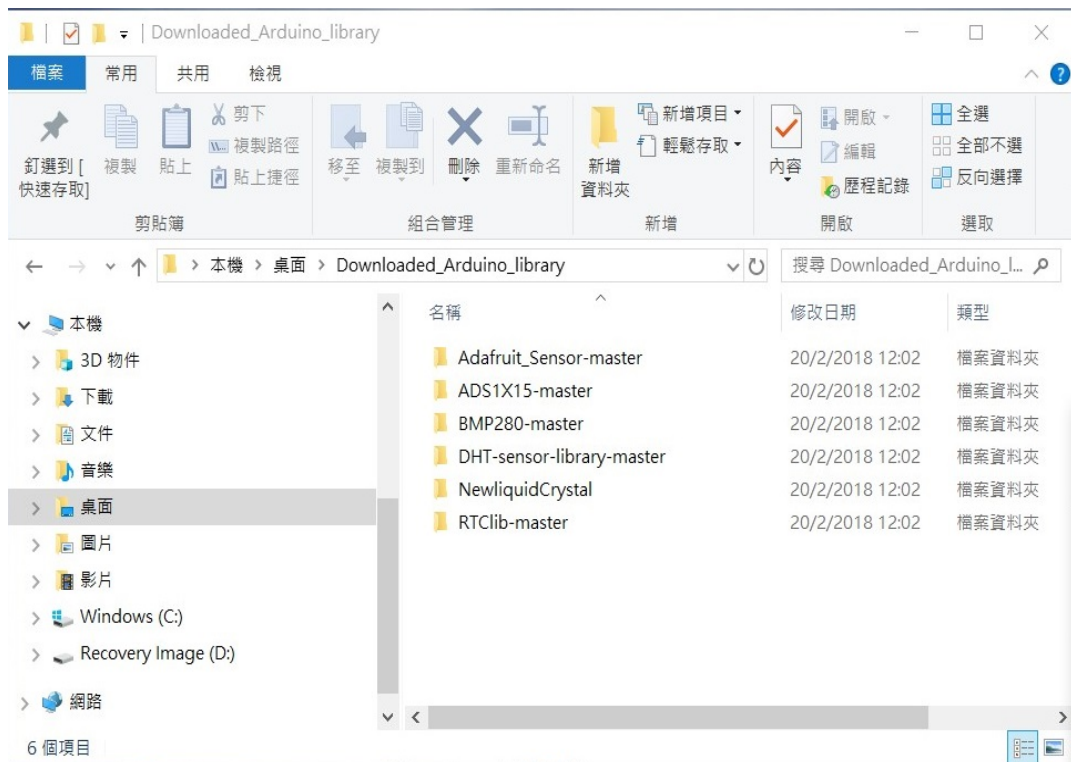 Downloaded_Arduino_library
檔案 常用 共用 檢視
釘選到 [快速存取]
複製
貼上
剪下
複製路徑
貼上捷徑
剪貼簿
移至
複製到
刪除
重新命名
組合管理
新增資料夾
新增項目
輕鬆存取
新增
內容
開啟
編輯
歷程記錄
開啟
全選
全部不選
反向選擇
選取
本機 > 桌面 > Downloaded_Arduino_library
搜尋 Downloaded_Arduino_l...
本機
3D 物件
下載
文件
音樂
桌面
圖片
影片
Windows (C:)
Recovery Image (D:)
網路
名稱 修改日期 類型
Adafruit_Sensor-master 20/2/2018 12:02 檔案資料夾
ADS1X15-master 20/2/2018 12:02 檔案資料夾
BMP280-master 20/2/2018 12:02 檔案資料夾
DHT-sensor-library-master 20/2/2018 12:02 檔案資料夾
NewliquidCrystal 20/2/2018 12:02 檔案資料夾
RTClib-master 20/2/2018 12:02 檔案資料夾
6 個項目